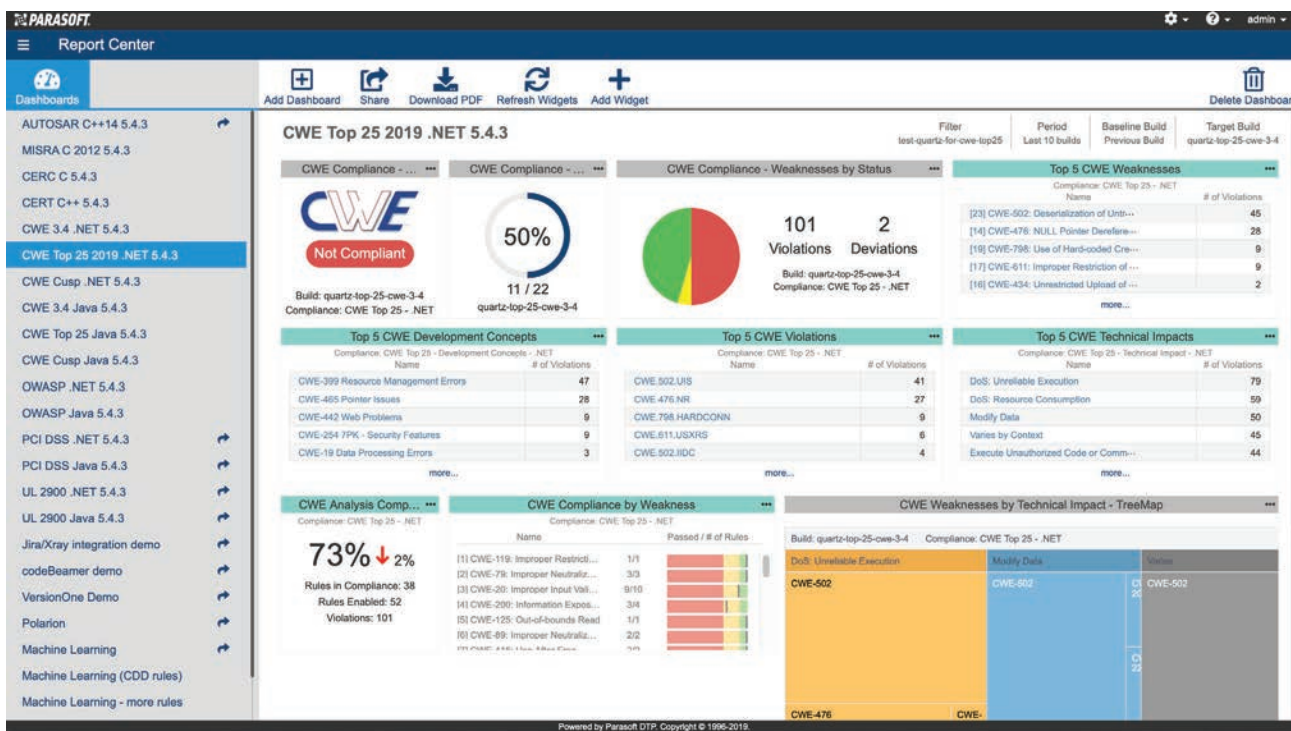 PARASOFT.
admin
Report Center
Dashboards
Add Dashboard
Share
Download PDF
Refresh Widgets
Add Widget
Delete Dashboar
AUTOSAR C++14 5.4.3
MISRA C 2012 5.4.3
CERC C 5.4.3
CERT C++ 5.4.3
CWE 3.4 .NET 5.4.3
CWE Top 25 2019 .NET 5.4.3
CWE Cusp .NET 5.4.3
CWE 3.4 Java 5.4.3
CWE Top 25 Java 5.4.3
CWE Cusp Java 5.4.3
OWASP .NET 5.4.3
OWASP Java 5.4.3
PCI DSS .NET 5.4.3
PCI DSS Java 5.4.3
UL 2900 .NET 5.4.3
UL 2900 Java 5.4.3
Jira/Xray integration demo
codeBeamer demo
VersionOne Demo
Polarion
Machine Learning
Machine Learning (CDD rules)
Machine Learning - more rules
CWE Top 25 2019 .NET 5.4.3
Filter
test-quartz-for-cwe-top25
Period
Last 10 builds
Baseline Build
Previous Build
Target Build
quartz-top-25-cwe-3-4
CWE Compliance - ...
CWE
Not Compliant
Build: quartz-top-25-cwe-3-4
Compliance: CWE Top 25 - .NET
CWE Compliance - ...
50%
11 / 22
quartz-top-25-cwe-3-4
CWE Compliance - Weaknesses by Status
101
Violations
2
Deviations
Build: quartz-top-25-cwe-3-4
Compliance: CWE Top 25 - .NET
Top 5 CWE Weaknesses
Compliance: CWE Top 25 - .NET
Name # of Violations
[23] CWE-502: Deserialization of Untr... 45
[14] CWE-476: NULL Pointer Derefere... 28
[19] CWE-798: Use of Hard-coded Cre... 9
[17] CWE-611: Improper Restriction of ... 9
[16] CWE-434: Unrestricted Upload of ... 2
more...
Top 5 CWE Development Concepts
Compliance: CWE Top 25 - Development Concepts - .NET
Name # of Violations
CWE-399 Resource Management Errors 47
CWE-465 Pointer Issues 28
CWE-442 Web Problems 9
CWE-254 7PK - Security Features 9
CWE-19 Data Processing Errors 3
more...
Top 5 CWE Violations
Compliance: CWE Top 25 - .NET
Name # of Violations
CWE.502.UIS 41
CWE.476.NR 27
CWE.798.HARDCONN 9
CWE.611.USXRS 6
CWE.502.IIDC 4
more...
Top 5 CWE Technical Impacts
Compliance: CWE Top 25 - Technical Impact - .NET
Name # of Violations
DoS: Unreliable Execution 79
DoS: Resource Consumption 59
Modify Data 50
Varies by Context 45
Execute Unauthorized Code or Comm... 44
more...
CWE Analysis Comp...
Compliance: CWE Top 25 - .NET
73% 2%
Rules in Compliance: 38
Rules Enabled: 52
Violations: 101
CWE Compliance by Weakness
Compliance: CWE Top 25 - .NET
Name Passed / # of Rules
[1] CWE-119: Improper Restricti... 1/1
[2] CWE-79: Improper Neutraliz... 3/3
[3] CWE-20: Improper Input Vali... 9/10
[4] CWE-200: Information Expos... 3/4
[5] CWE-125: Out-of-bounds Read 1/1
[6] CWE-89: Improper Neutraliz... 2/2
CWE Weaknesses by Technical Impact - TreeMap
Build: quartz-top-25-cwe-3-4 Compliance: CWE Top 25 - .NET
DoS: Unreliable Execution
Modify Data
Varies
CWE-502
CWE-502
CWE-502
CWE-476
CWE-
Powered by Parasoft DTP. Copyright © 1996-2019.